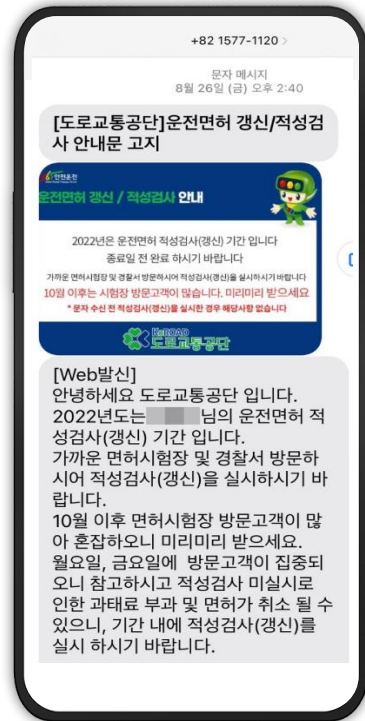 +82 1577-1120 >
문자 메시지
8월 26일 (금) 오후 2:40
[도로교통공단]운전면허 갱신/적성검
사 안내문 고지
안전운전
운전면허 갱신 / 적성검사 안내
2022년은 운전면허 적성검사(갱신) 기간 입니다
종료일 전 완료 하시기 바랍니다
가까운 면허시험장 및 경찰서 방문하시어 적성검사(갱신)을 실시하시기 바랍니다
10월 이후는 시험장 방문고객이 많습니다. 미리미리 받으세요
* 문자 수신 전 적성검사(갱신)를 실시한 경우 해당사항 없습니다
KoROAD
도로교통공단
[Web발신]
안녕하세요 도로교통공단 입니다.
2022년도는 님의 운전면허 적
성검사(갱신) 기간 입니다.
가까운 면허시험장 및 경찰서 방문하
시어 적성검사(갱신)을 실시하시기 바
랍니다.
10월 이후 면허시험장 방문고객이 많
아 혼잡하오니 미리미리 받으세요.
월요일, 금요일에 방문고객이 집중되
오니 참고하시고 적성검사 미실시로
인한 과태료 부과 및 면허가 취소 될 수
있으니, 기간 내에 적성검사(갱신)를
실시 하시기 바랍니다.